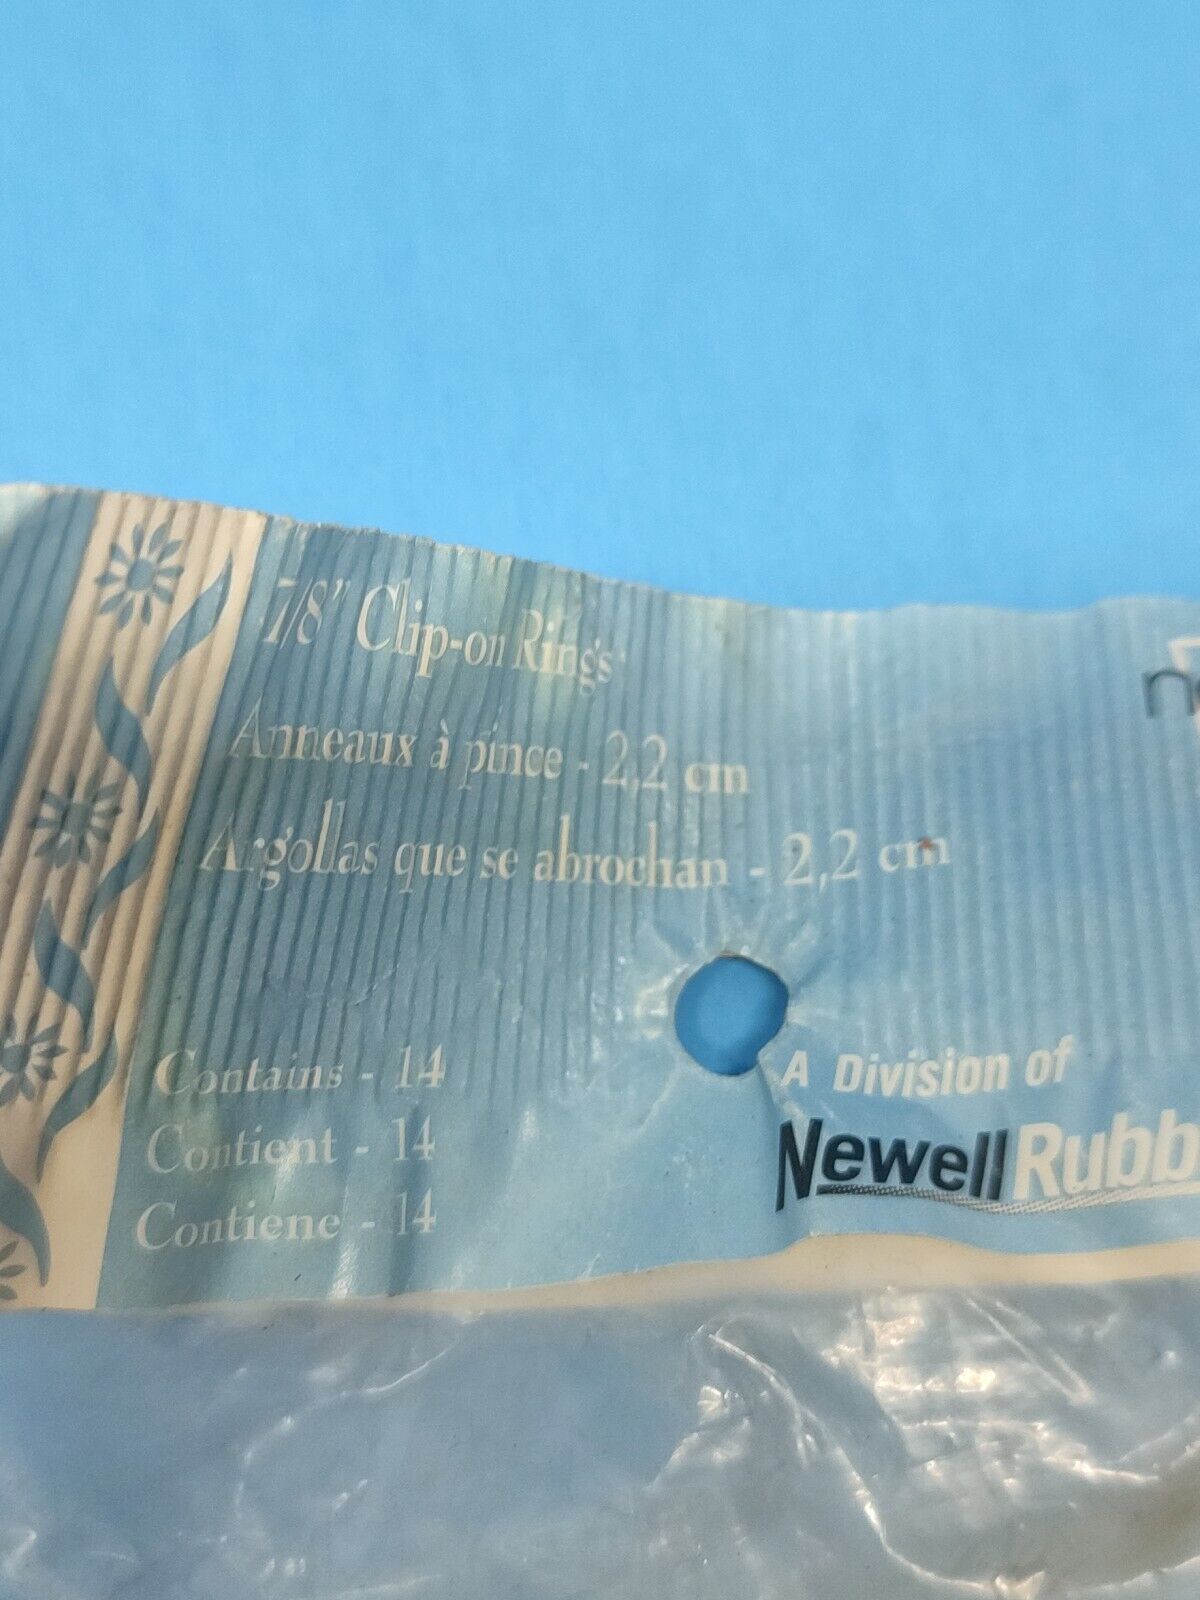 7/8" Clip-on Rings
Anneaux à pince - 2,2 cm
Argollas que se abrochan - 2,2 cm
Contains - 14
Contient - 14
Contiene - 14
A Division of
Newell Rubb